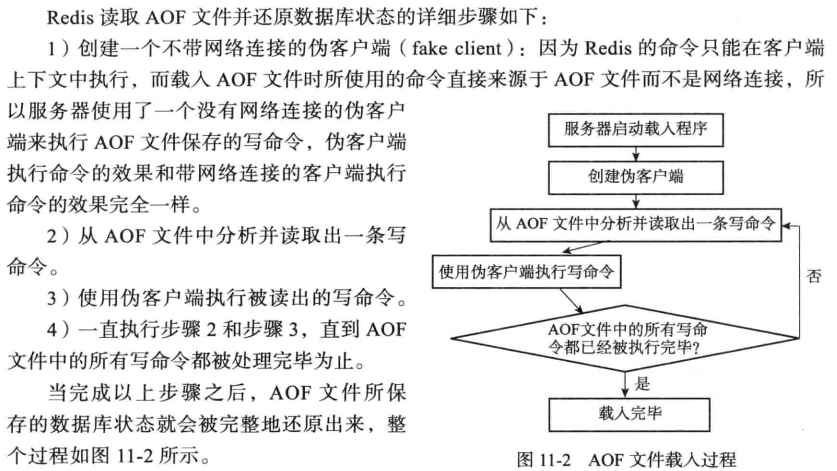 Redis 读取 AOF 文件并还原数据库状态的详细步骤如下：
1）创建一个不带网络连接的伪客户端（fake client）：因为 Redis 的命令只能在客户端
上下文中执行，而载入 AOF 文件时所使用的命令直接来源于 AOF 文件而不是网络连接，所
以服务器使用了一个没有网络连接的伪客户
端来执行 AOF 文件保存的写命令，伪客户端
执行命令的效果和带网络连接的客户端执行
命令的效果完全一样。
2）从 AOF 文件中分析并读取出一条写
命令。
3）使用伪客户端执行被读出的写命令。
4）一直执行步骤 2 和步骤 3，直到 AOF
文件中的所有写命令都被处理完毕为止。
当完成以上步骤之后，AOF 文件所保
存的数据库状态就会被完整地还原出来，整
个过程如图 11-2 所示。
服务器启动载入程序
创建伪客户端
从 AOF 文件中分析并读取出一条写命令
使用伪客户端执行写命令
否
AOF文件中的所有写命
令都已经被执行完毕？
是
载入完毕
图 11-2 AOF 文件载入过程